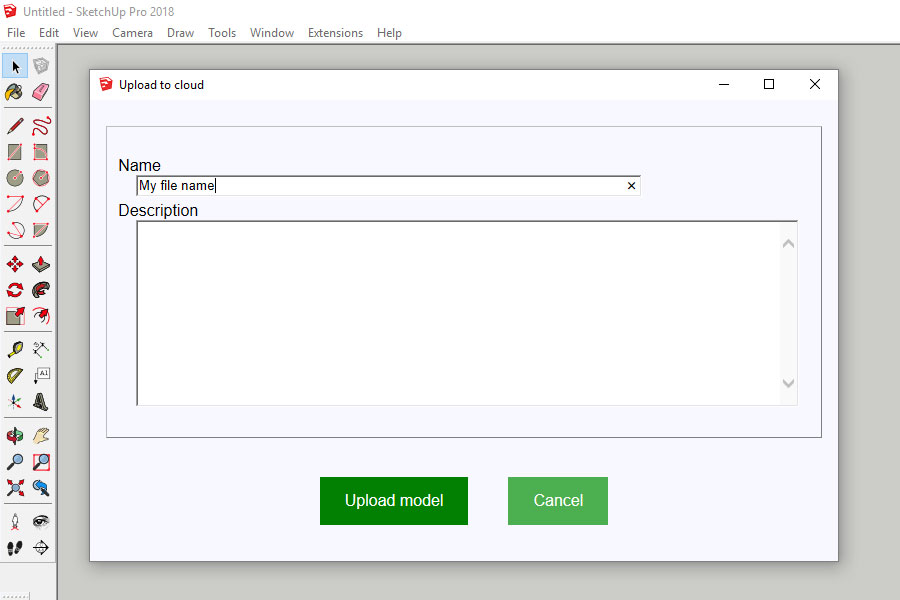 Untitled - SketchUp Pro 2018
File Edit View Camera Draw Tools Window Extensions Help
Upload to cloud
Name
My file name
Description
A1
Upload model Cancel